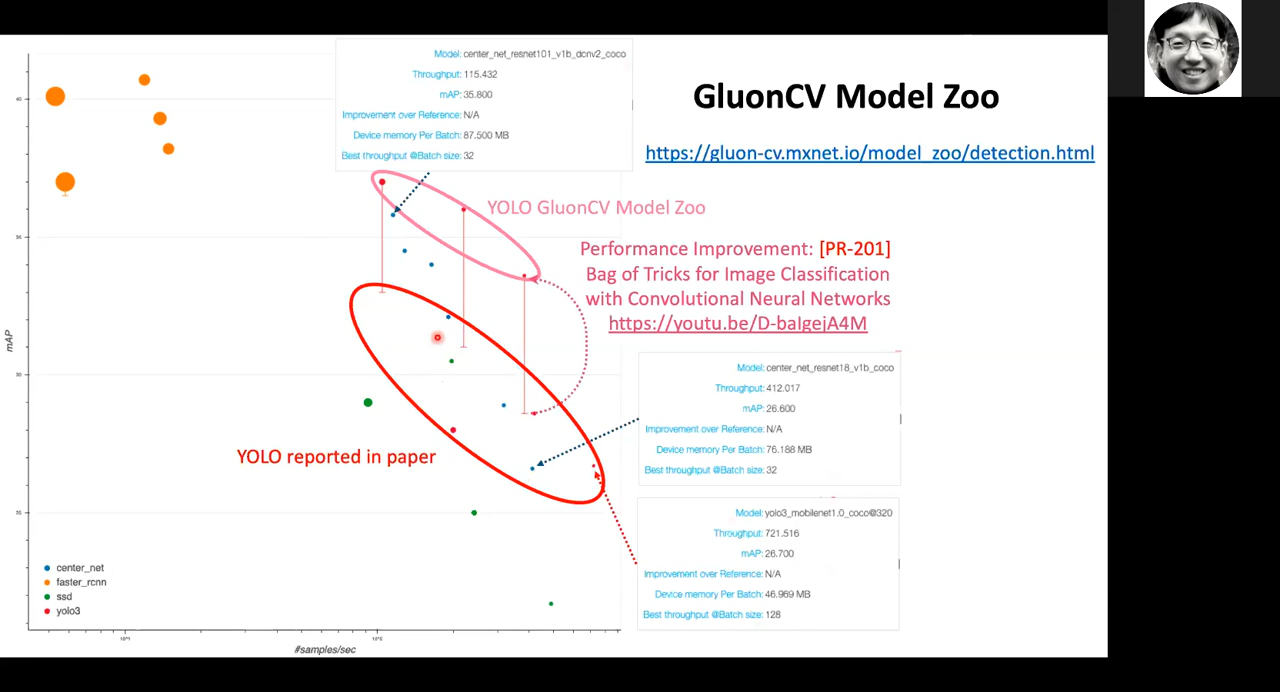 GluonCV Model Zoo
https://gluon-cv.mxnet.io/model_zoo/detection.html
Model: center_net_resnet101_v1b_dcnv2_coco
Throughput: 115.432
mAP: 35.800
Improvement over Reference: N/A
Device memory Per Batch: 87.500 MB
Best throughput @Batch size: 32
YOLO GluonCV Model Zoo
Performance Improvement: [PR-201]
Bag of Tricks for Image Classification
with Convolutional Neural Networks
https://youtu.be/D-baIgejA4M
Model: center_net_resnet18_v1b_coco
Throughput: 412.017
mAP: 26.600
Improvement over Reference: N/A
Device memory Per Batch: 76.188 MB
Best throughput @Batch size: 32
YOLO reported in paper
Model: yolo3_mobilenet1.0_coco@320
Throughput: 721.516
mAP: 26.700
Improvement over Reference: N/A
Device memory Per Batch: 46.969 MB
Best throughput @Batch size: 128
mAP
center_net
faster_rcnn
ssd
yolo3
#samples/sec